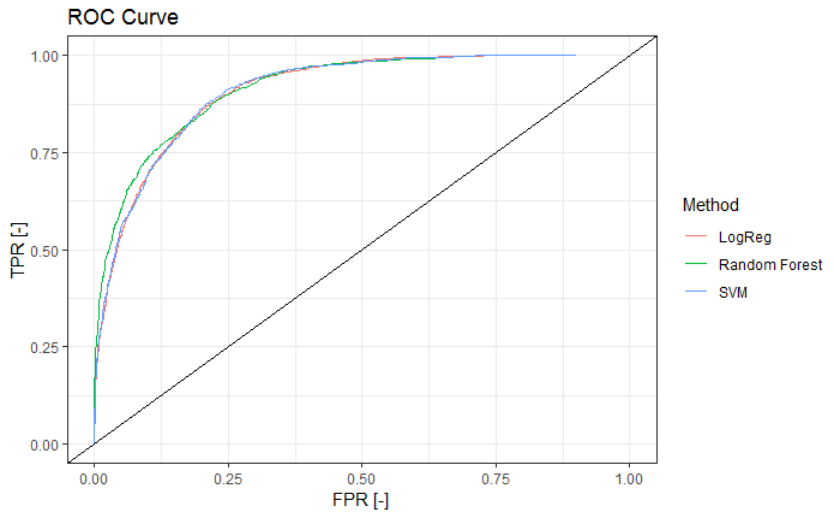 ROC Curve
1.00
0.75
0.50
0.25
0.00
TPR [-]
0.00 0.25 0.50 0.75 1.00
FPR [-]
Method
LogReg
Random Forest
SVM